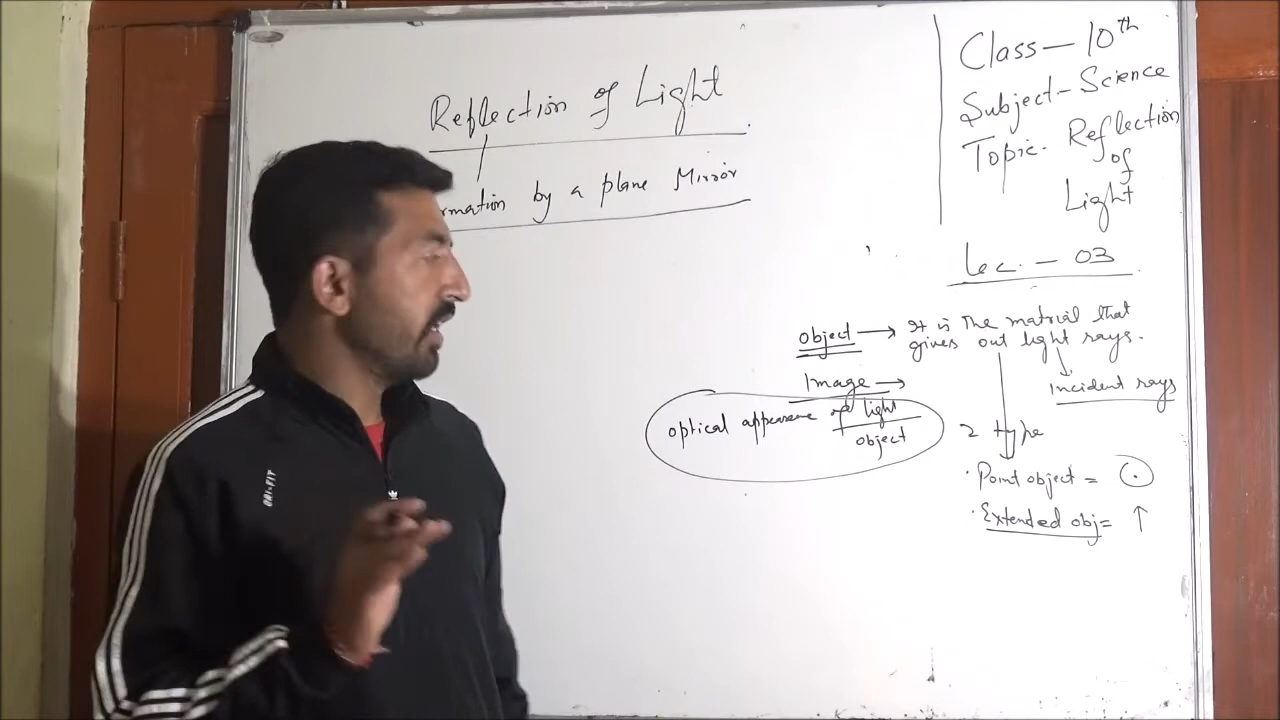 Reflection of Light
rmation by a plane Mirror
Class - 10th
Subject - Science
Topic. Reflection
of
Light
Lec. - 03
object → It is the matrial that
gives out light rays.
Incident rays
Image →
optical appearane of light
object
2 type
. Point object =
. Extended obj = ↑